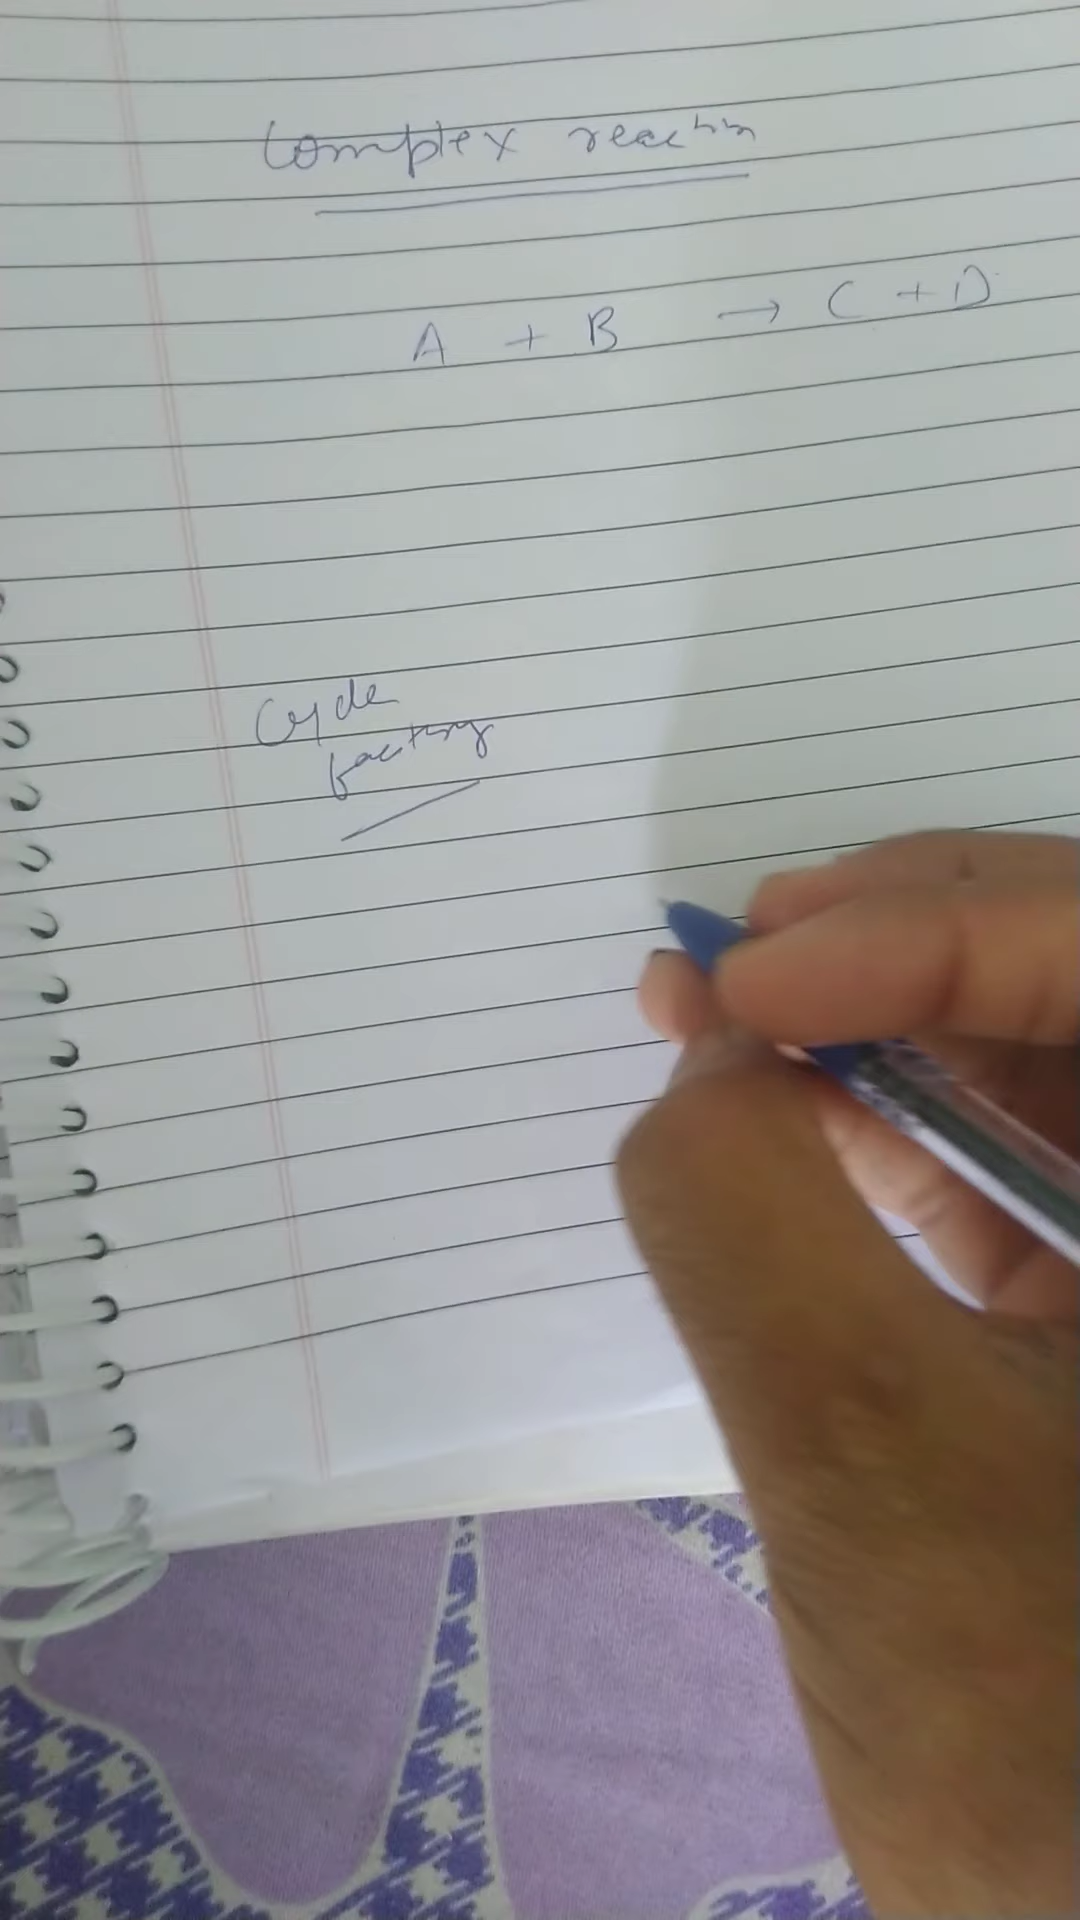 Complex reaction
A + B → C + D
Cycle
factory